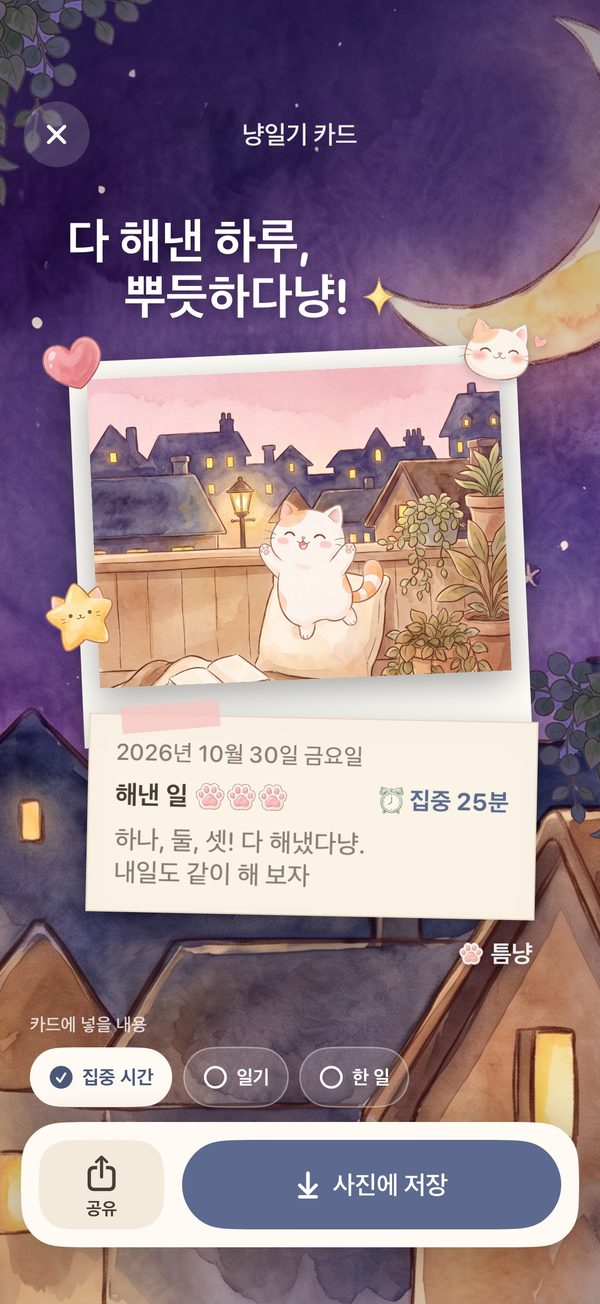 냥일기 카드
다 해낸 하루,
뿌듯하다냥!
2026년 10월 30일 금요일
해낸 일
집중 25분
하나, 둘, 셋! 다 해냈다냥.
내일도 같이 해 보자
틈냥
카드에 넣을 내용
집중 시간
일기
한 일
공유
사진에 저장